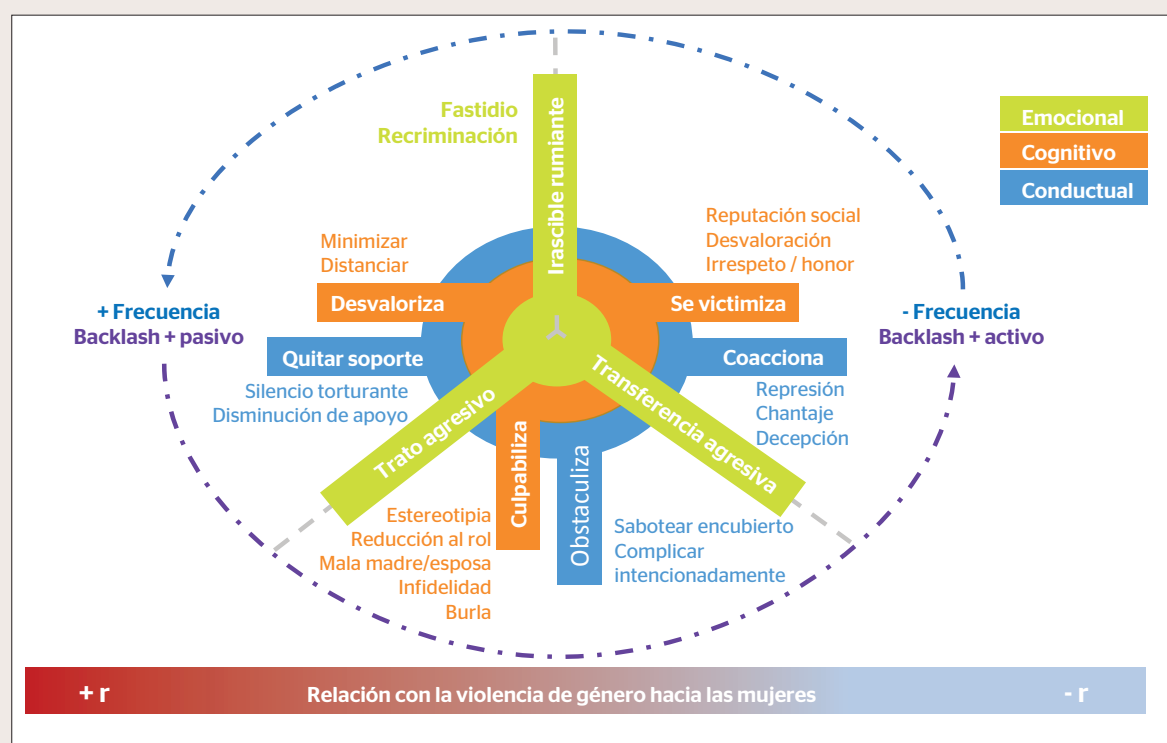 Fastidio
Recriminación
Irascible rumiante
Emocional
Cognitivo
Conductual
Minimizar
Distanciar
Desvaloriza
Reputación social
Desvaloración
Irrespeto / honor
Se victimiza
+ Frecuencia
Backlash + pasivo
- Frecuencia
Backlash + activo
Quitar soporte
Silencio torturante
Disminución de apoyo
Coacciona
Represión
Chantaje
Decepción
Trato agresivo
Transferencia agresiva
Culpabiliza
Estereotipia
Reducción al rol
Mala madre/esposa
Infidelidad
Burla
Obstaculiza
Sabotear encubierto
Complicar
intencionadamente
+ r Relación con la violencia de género hacia las mujeres - r